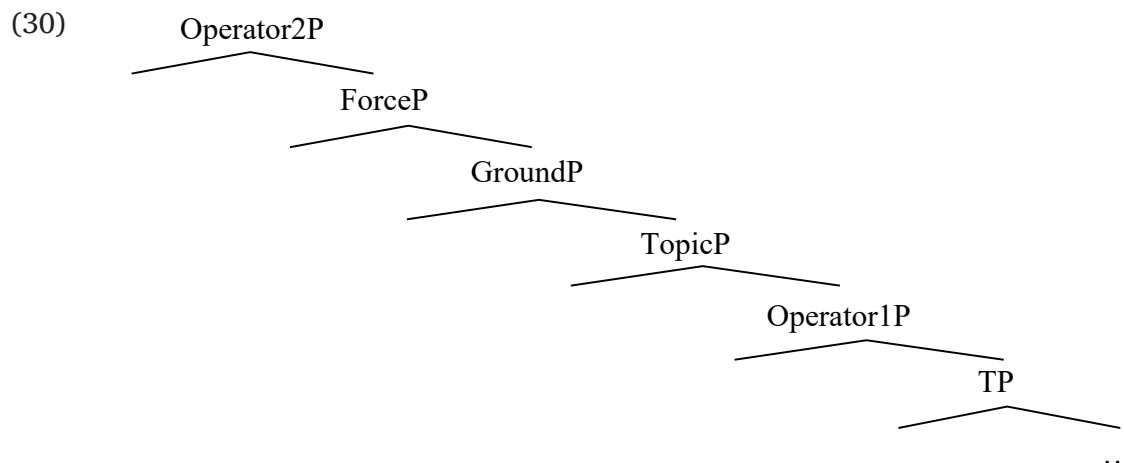 (30)
Operator2P
ForceP
GroundP
TopicP
Operator1P
TP
..